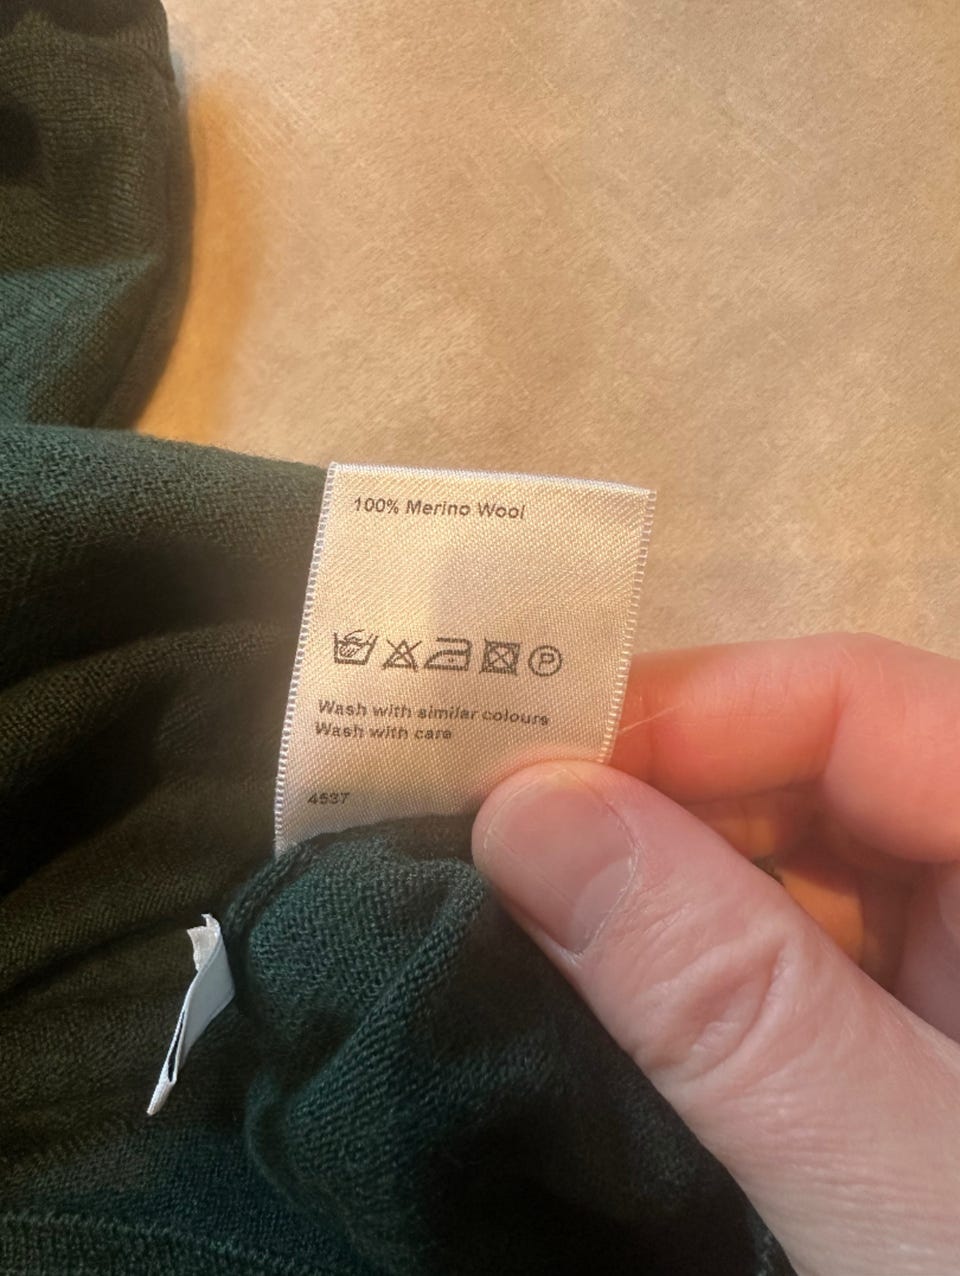 100% Merino Wool
P
Wash with similar colours
Wash with care
4537